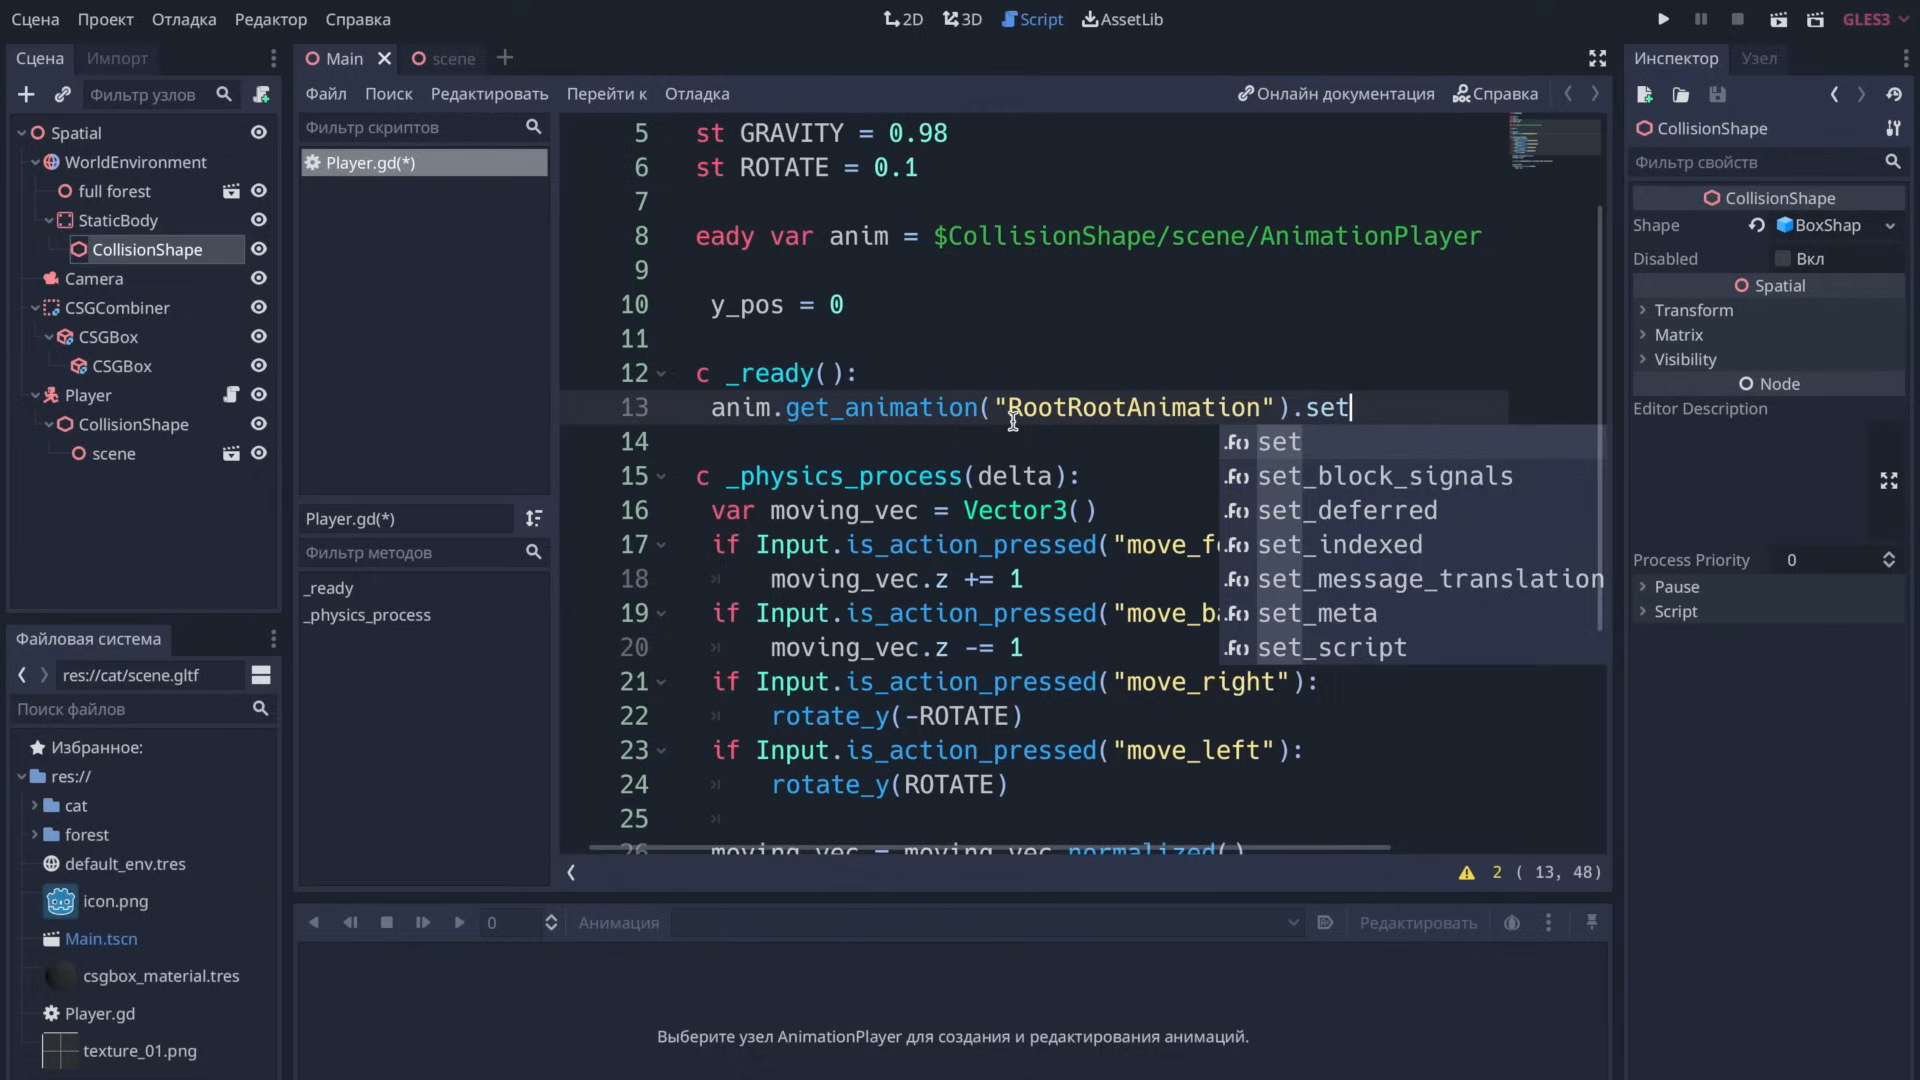 Сцена Проект Отладка Редактор Справка
2D 3D Script AssetLib
GLES3
Сцена Импорт
Фильтр узлов
Spatial
WorldEnvironment
full forest
StaticBody
CollisionShape
Camera
CSGCombiner
CSGBox
CSGBox
Player
CollisionShape
scene
Файловая система
res://cat/scene.gltf
Поиск файлов
Избранное:
res://
cat
forest
default_env.tres
icon.png
Main.tscn
csgbox_material.tres
Player.gd
texture_01.png
Main scene
Файл Поиск Редактировать Перейти к Отладка
Онлайн документация Справка
Фильтр скриптов
Player.gd(*)
Player.gd(*)
Фильтр методов
_ready
_physics_process
5 st GRAVITY = 0.98
6 st ROTATE = 0.1
7
8 eady var anim = $CollisionShape/scene/AnimationPlayer
9
10 y_pos = 0
11
12 c _ready():
13 anim.get_animation("RootRootAnimation").set
14
15 c _physics_process(delta):
16 var moving_vec = Vector3()
17 if Input.is_action_pressed("move_f
18 moving_vec.z += 1
19 if Input.is_action_pressed("move_b
20 moving_vec.z -= 1
21 if Input.is_action_pressed("move_right"):
22 rotate_y(-ROTATE)
23 if Input.is_action_pressed("move_left"):
24 rotate_y(ROTATE)
25
26 moving_vec = moving_vec.normalized()
set
set_block_signals
set_deferred
set_indexed
set_message_translation
set_meta
set_script
2 ( 13, 48)
0 Анимация Редактировать
Выберите узел AnimationPlayer для создания и редактирования анимаций.
Инспектор Узел
CollisionShape
Фильтр свойств
CollisionShape
Shape BoxShap
Disabled Вкл
Spatial
Transform
Matrix
Visibility
Node
Editor Description
Process Priority 0
Pause
Script